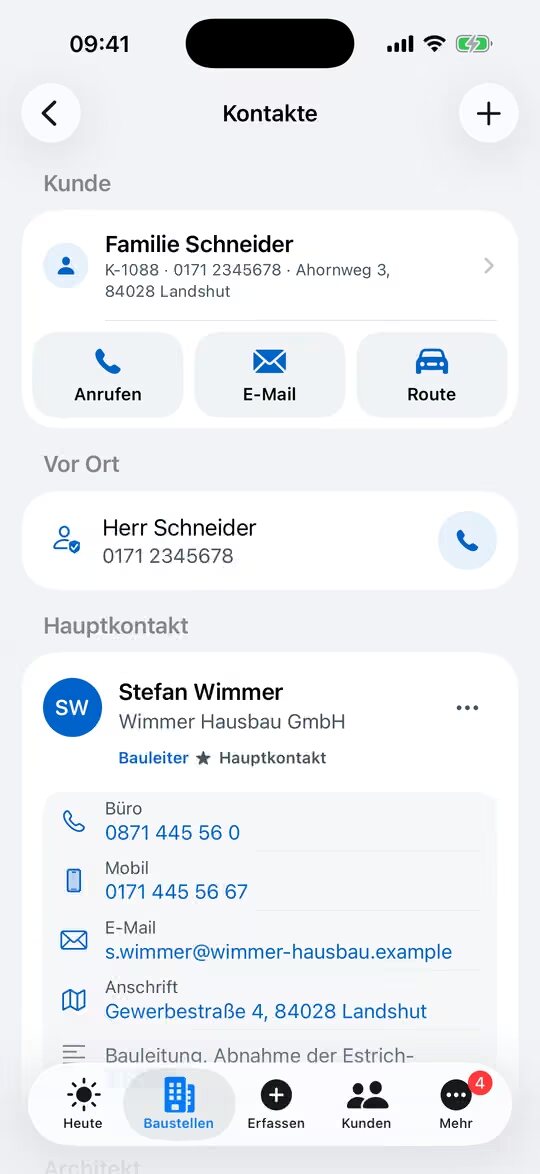 09:41
Kontakte
Kunde
Familie Schneider
K-1088 · 0171 2345678 · Ahornweg 3,
84028 Landshut
Anrufen
E-Mail
Route
Vor Ort
Herr Schneider
0171 2345678
Hauptkontakt
SW
Stefan Wimmer
Wimmer Hausbau GmbH
Bauleiter ★ Hauptkontakt
Büro
0871 445 56 0
Mobil
0171 445 56 67
E-Mail
s.wimmer@wimmer-hausbau.example
Anschrift
Gewerbestraße 4, 84028 Landshut
Bauleitung, Abnahme der Estrich-
4
Heute
Baustellen
Erfassen
Kunden
Mehr
Architekt